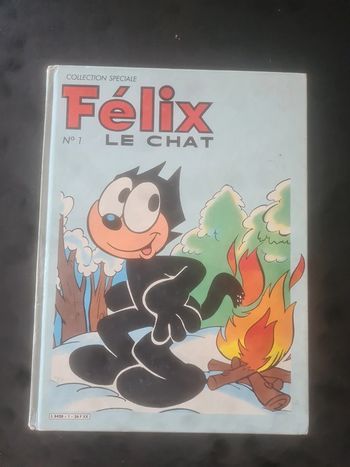 COLLECTION SPECIALE
Félix
N° 1
LE CHAT